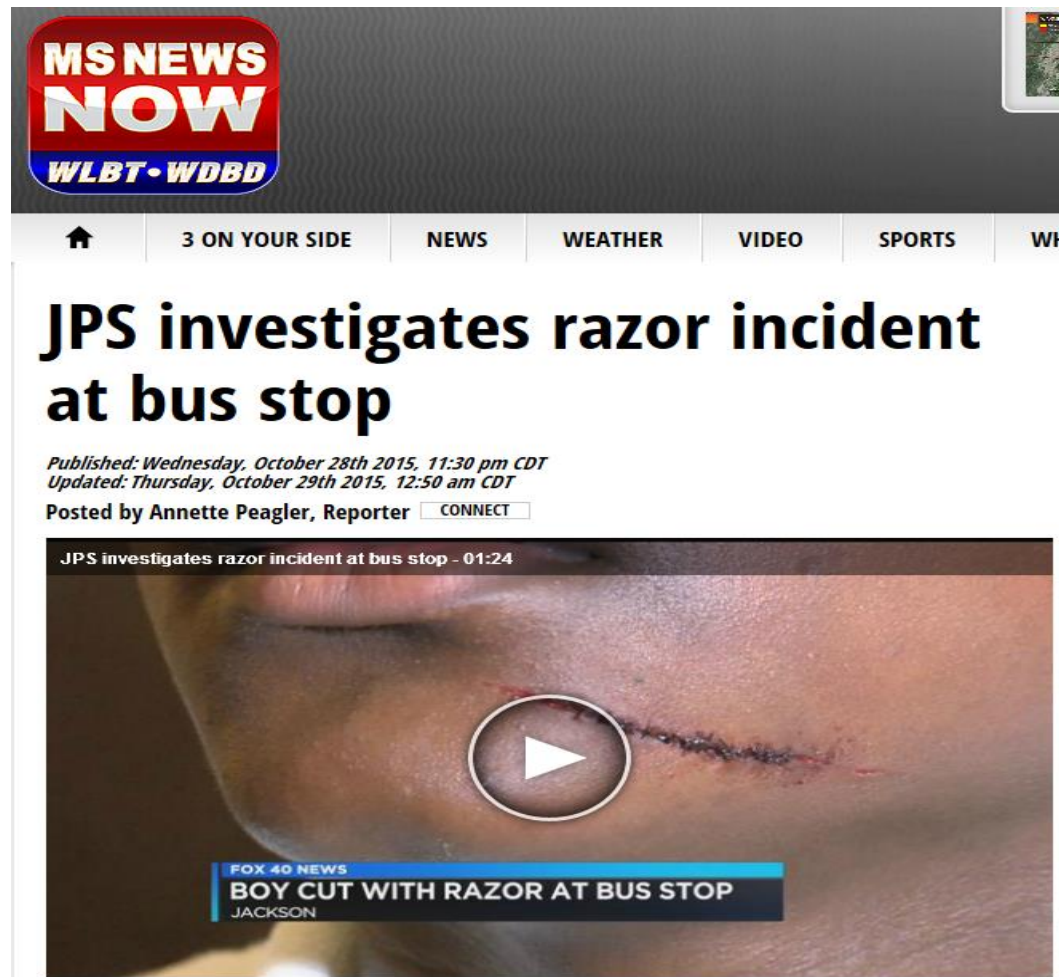 MS NEWS
NOW
WLBT•WDBD
3 ON YOUR SIDE NEWS WEATHER VIDEO SPORTS
JPS investigates razor incident
at bus stop
Published: Wednesday, October 28th 2015, 11:30 pm CDT
Updated: Thursday, October 29th 2015, 12:50 am CDT
Posted by Annette Peagler, Reporter CONNECT
JPS investigates razor incident at bus stop - 01:24
FOX 40 NEWS
BOY CUT WITH RAZOR AT BUS STOP
JACKSON